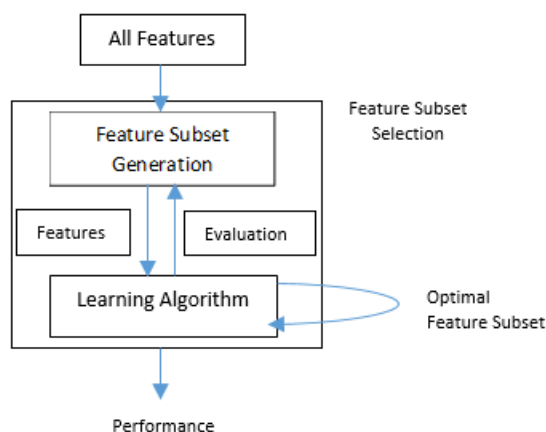 All Features
Feature Subset
Selection
Feature Subset
Generation
Features
Evaluation
Learning Algorithm
Optimal
Feature Subset
Performance